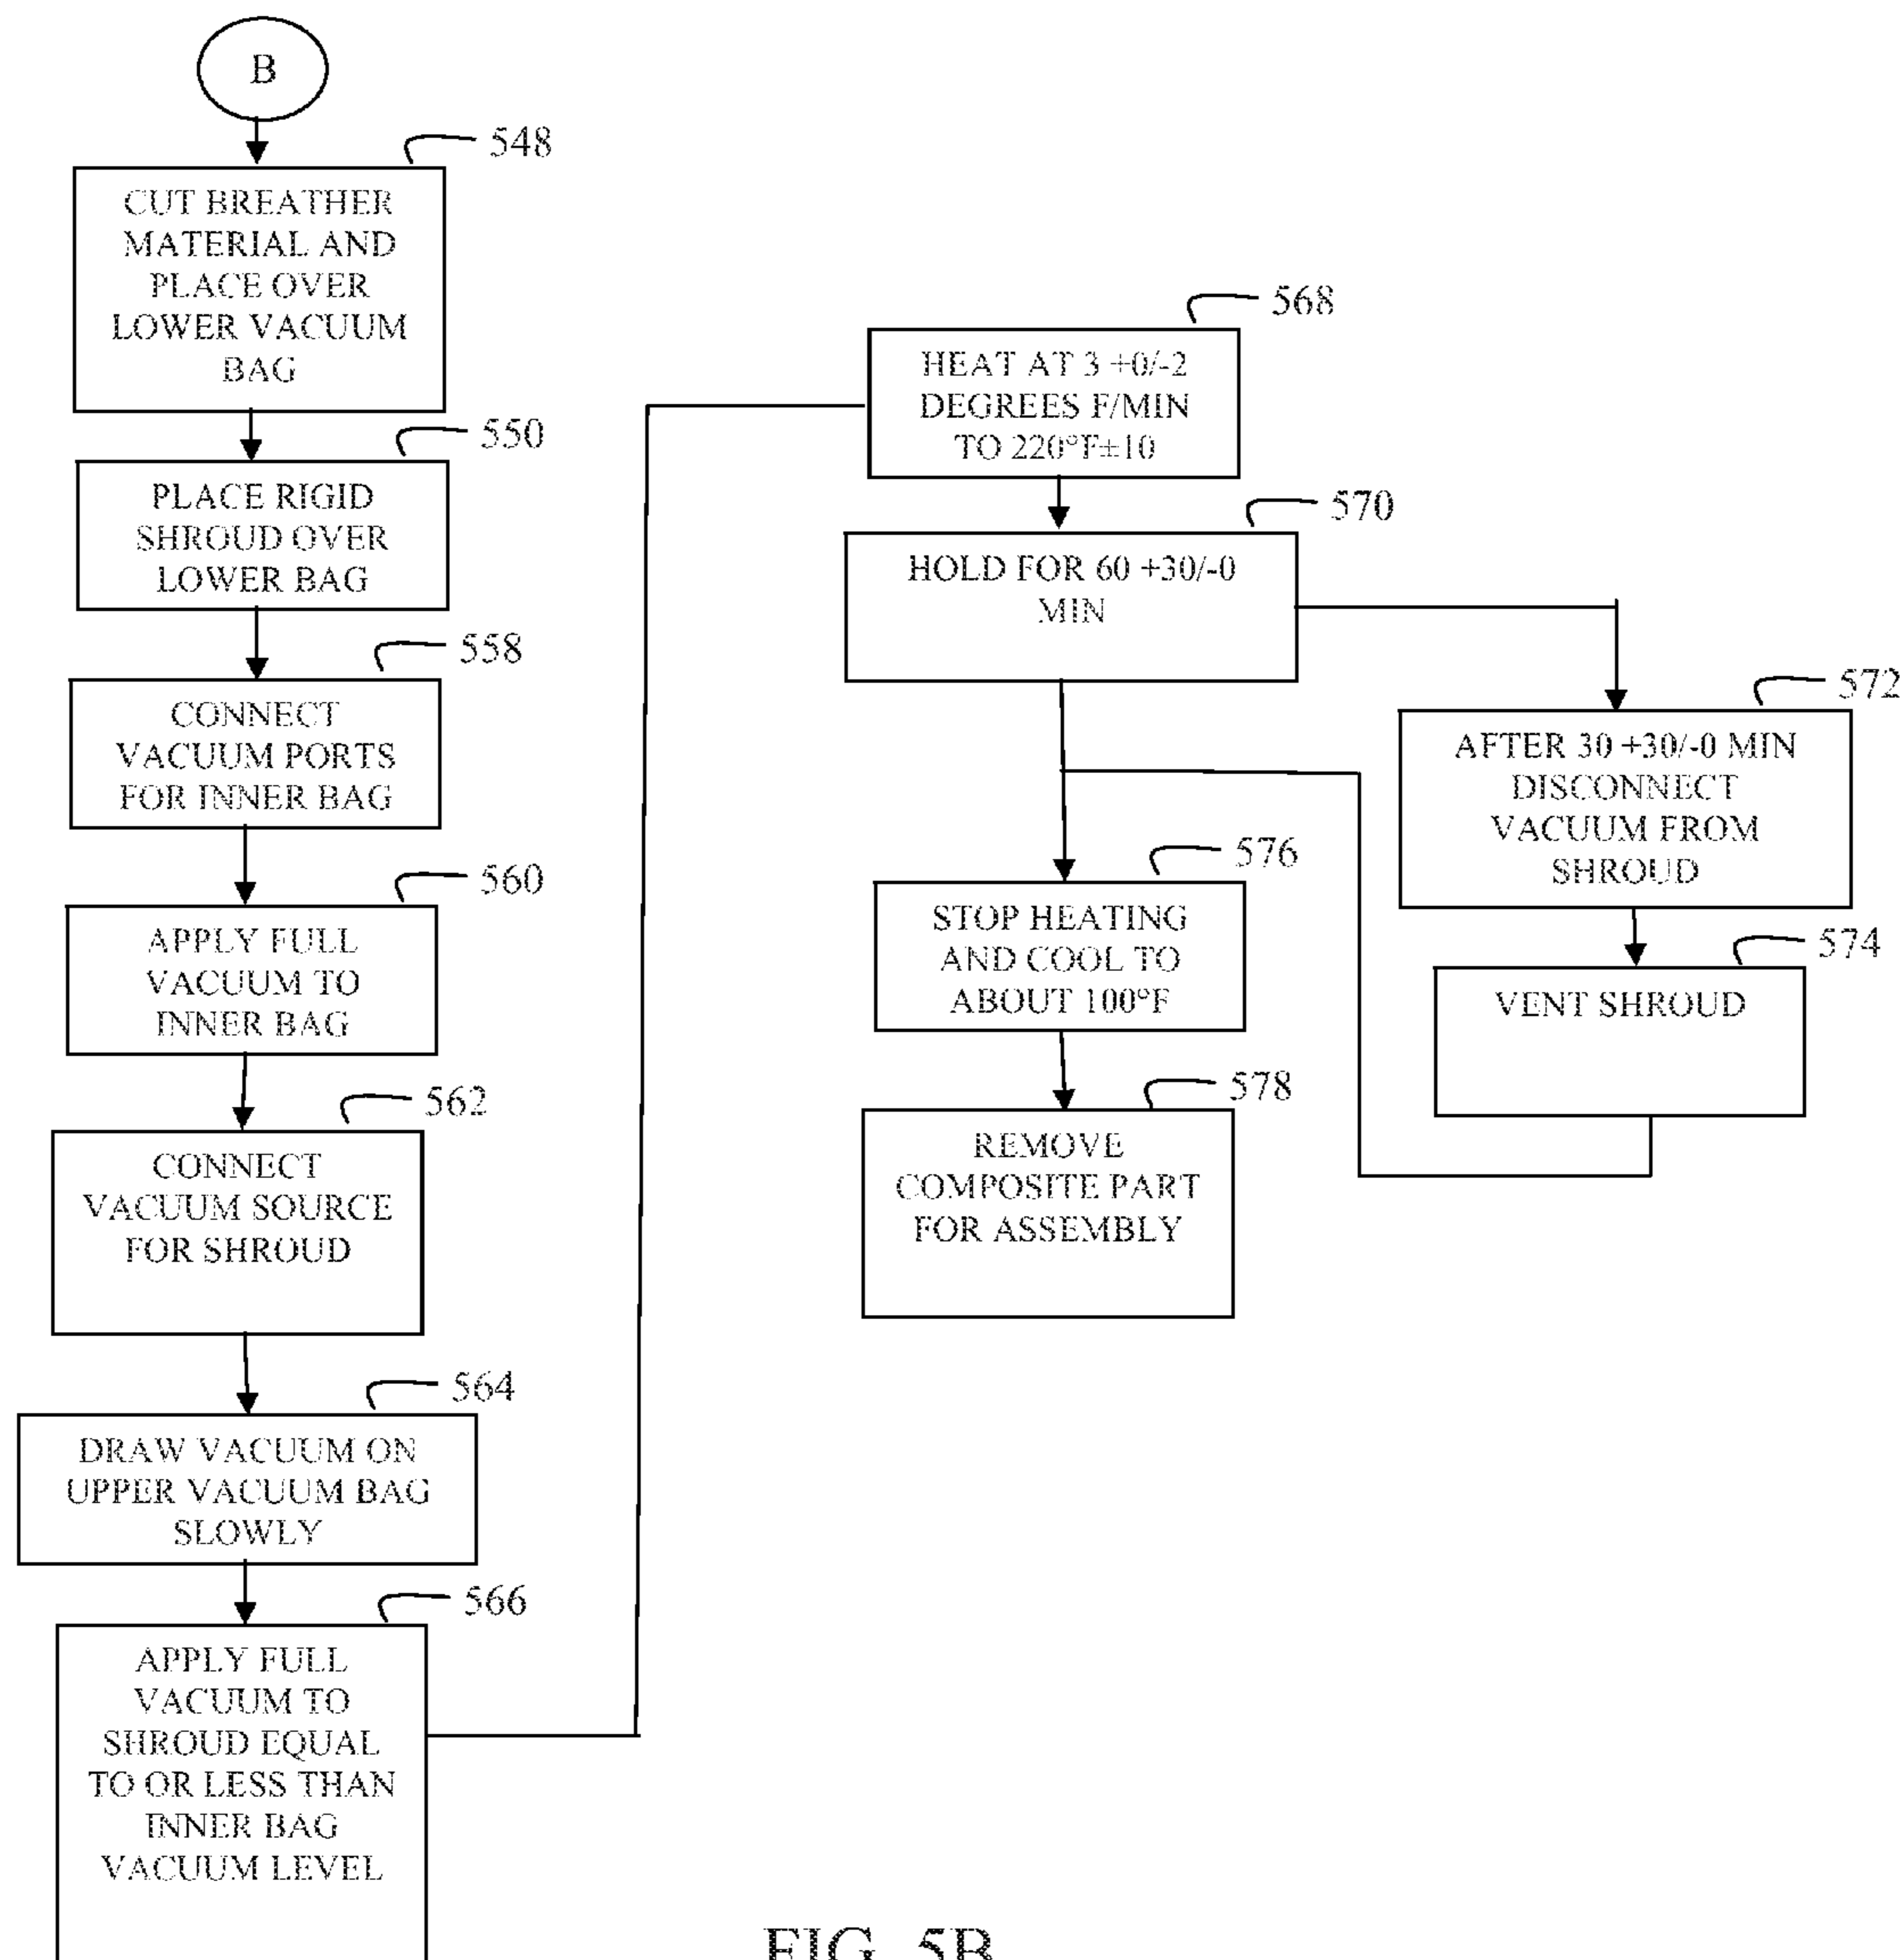 B
548
CUT BREATHER
MATERIAL AND
PLACE OVER
LOWER VACUUM
BAG
550
PLACE RIGID
SHROUD OVER
LOWER BAG
558
CONNECT
VACUUM PORTS
FOR INNER BAG
560
APPLY FULL
VACUUM TO
INNER BAG
562
CONNECT
VACUUM SOURCE
FOR SHROUD
564
DRAW VACUUM ON
UPPER VACUUM BAG
SLOWLY
566
APPLY FULL
VACUUM TO
SHROUD EQUAL
TO OR LESS THAN
INNER BAG
VACUUM LEVEL
568
HEAT AT 3 +0/-2
DEGREES F/MIN
TO 220°F±10
570
HOLD FOR 60 +30/-0
MIN
572
AFTER 30 +30/-0 MIN
DISCONNECT
VACUUM FROM
SHROUD
574
VENT SHROUD
576
STOP HEATING
AND COOL TO
ABOUT 100°F
578
REMOVE
COMPOSITE PART
FOR ASSEMBLY
FIG. 5B